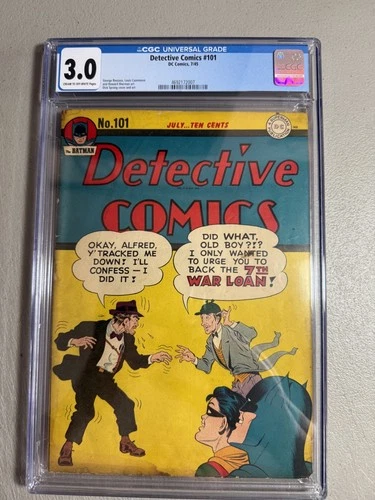 CGC UNIVERSAL GRADE
3.0
Detective Comics #101
DC Comics, 7/45
No.101
JULY...TEN CENTS
BATMAN
Detective
COMICS
OKAY, ALFRED,
Y'TRACKED ME
DOWN! I'LL
CONFESS — I
DID IT!
DID WHAT,
OLD BOY?!?
I ONLY WANTED
TO URGE YOU TO
BACK THE 7TH
WAR LOAN!